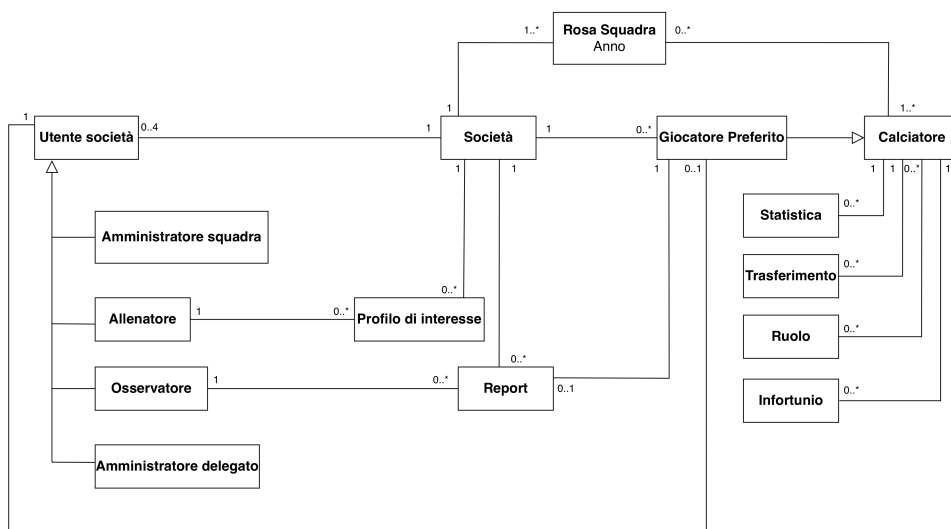 1..*
Rosa Squadra
Anno
0..*
1
1
1..*
Utente società
0..4
1
Società
1
0..*
Giocatore Preferito
Calciatore
1
1
1
0..1
1
1
0..*
1
0..*
Statistica
Amministratore squadra
0..*
Trasferimento
0..*
Allenatore
1
0..*
Profilo di interesse
0..*
Ruolo
0..*
Osservatore
1
0..*
Report
0..1
0..*
Infortunio
Amministratore delegato